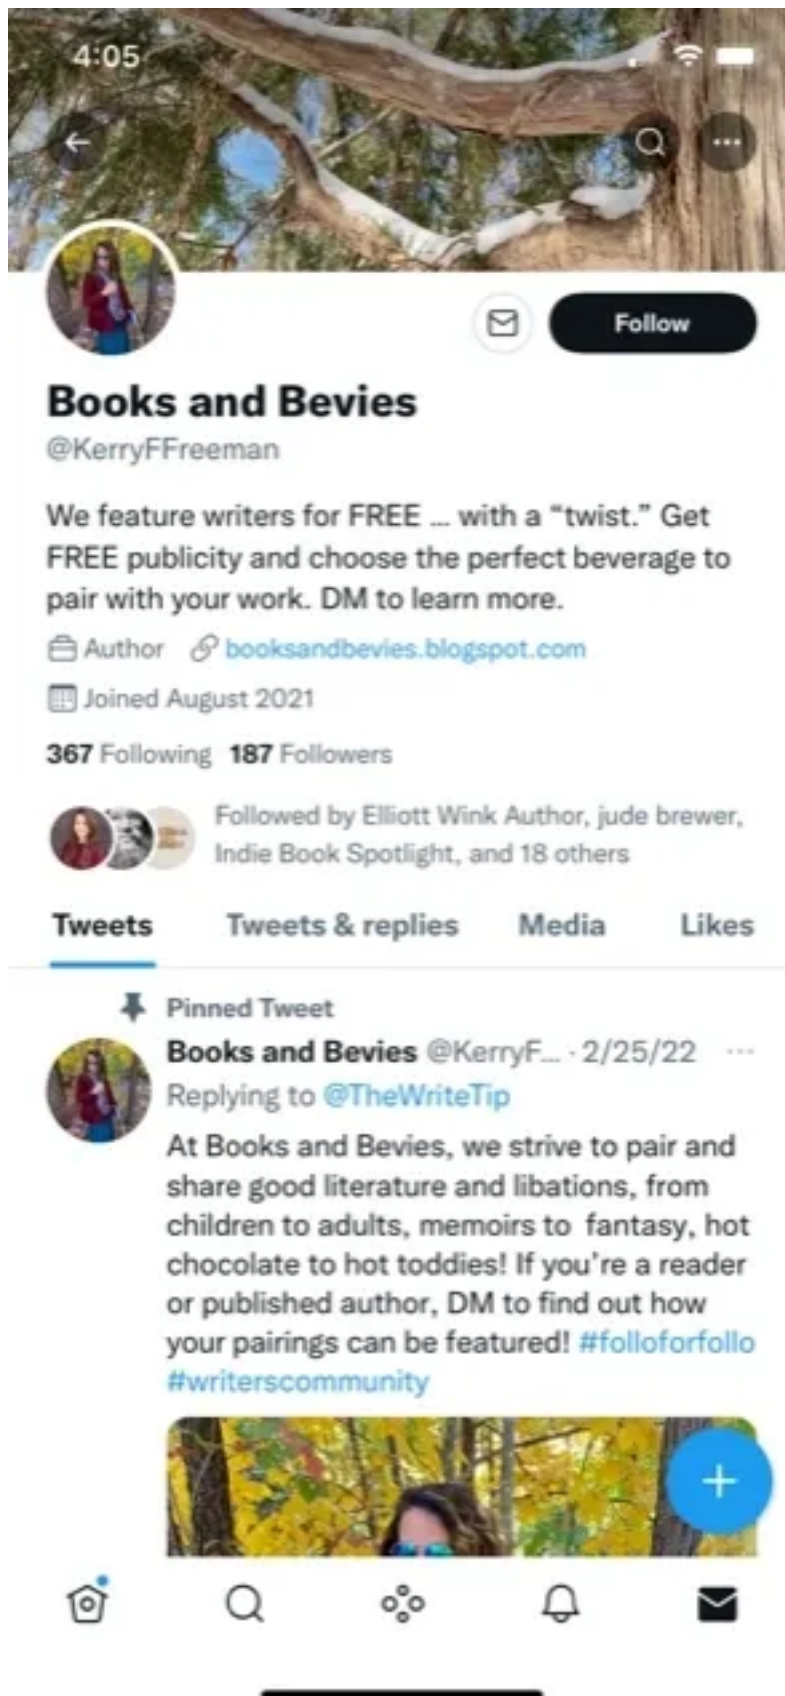 4:05
Follow
Books and Bevies
@KerryFFreeman
We feature writers for FREE ... with a “twist.” Get
FREE publicity and choose the perfect beverage to
pair with your work. DM to learn more.
Author booksandbevies.blogspot.com
Joined August 2021
367 Following 187 Followers
Followed by Elliott Wink Author, jude brewer,
Indie Book Spotlight, and 18 others
Tweets Tweets & replies Media Likes
Pinned Tweet
Books and Bevies @KerryF... · 2/25/22
Replying to @TheWriteTip
At Books and Bevies, we strive to pair and
share good literature and libations, from
children to adults, memoirs to fantasy, hot
chocolate to hot toddies! If you’re a reader
or published author, DM to find out how
your pairings can be featured! #folloforfollo
#writerscommunity